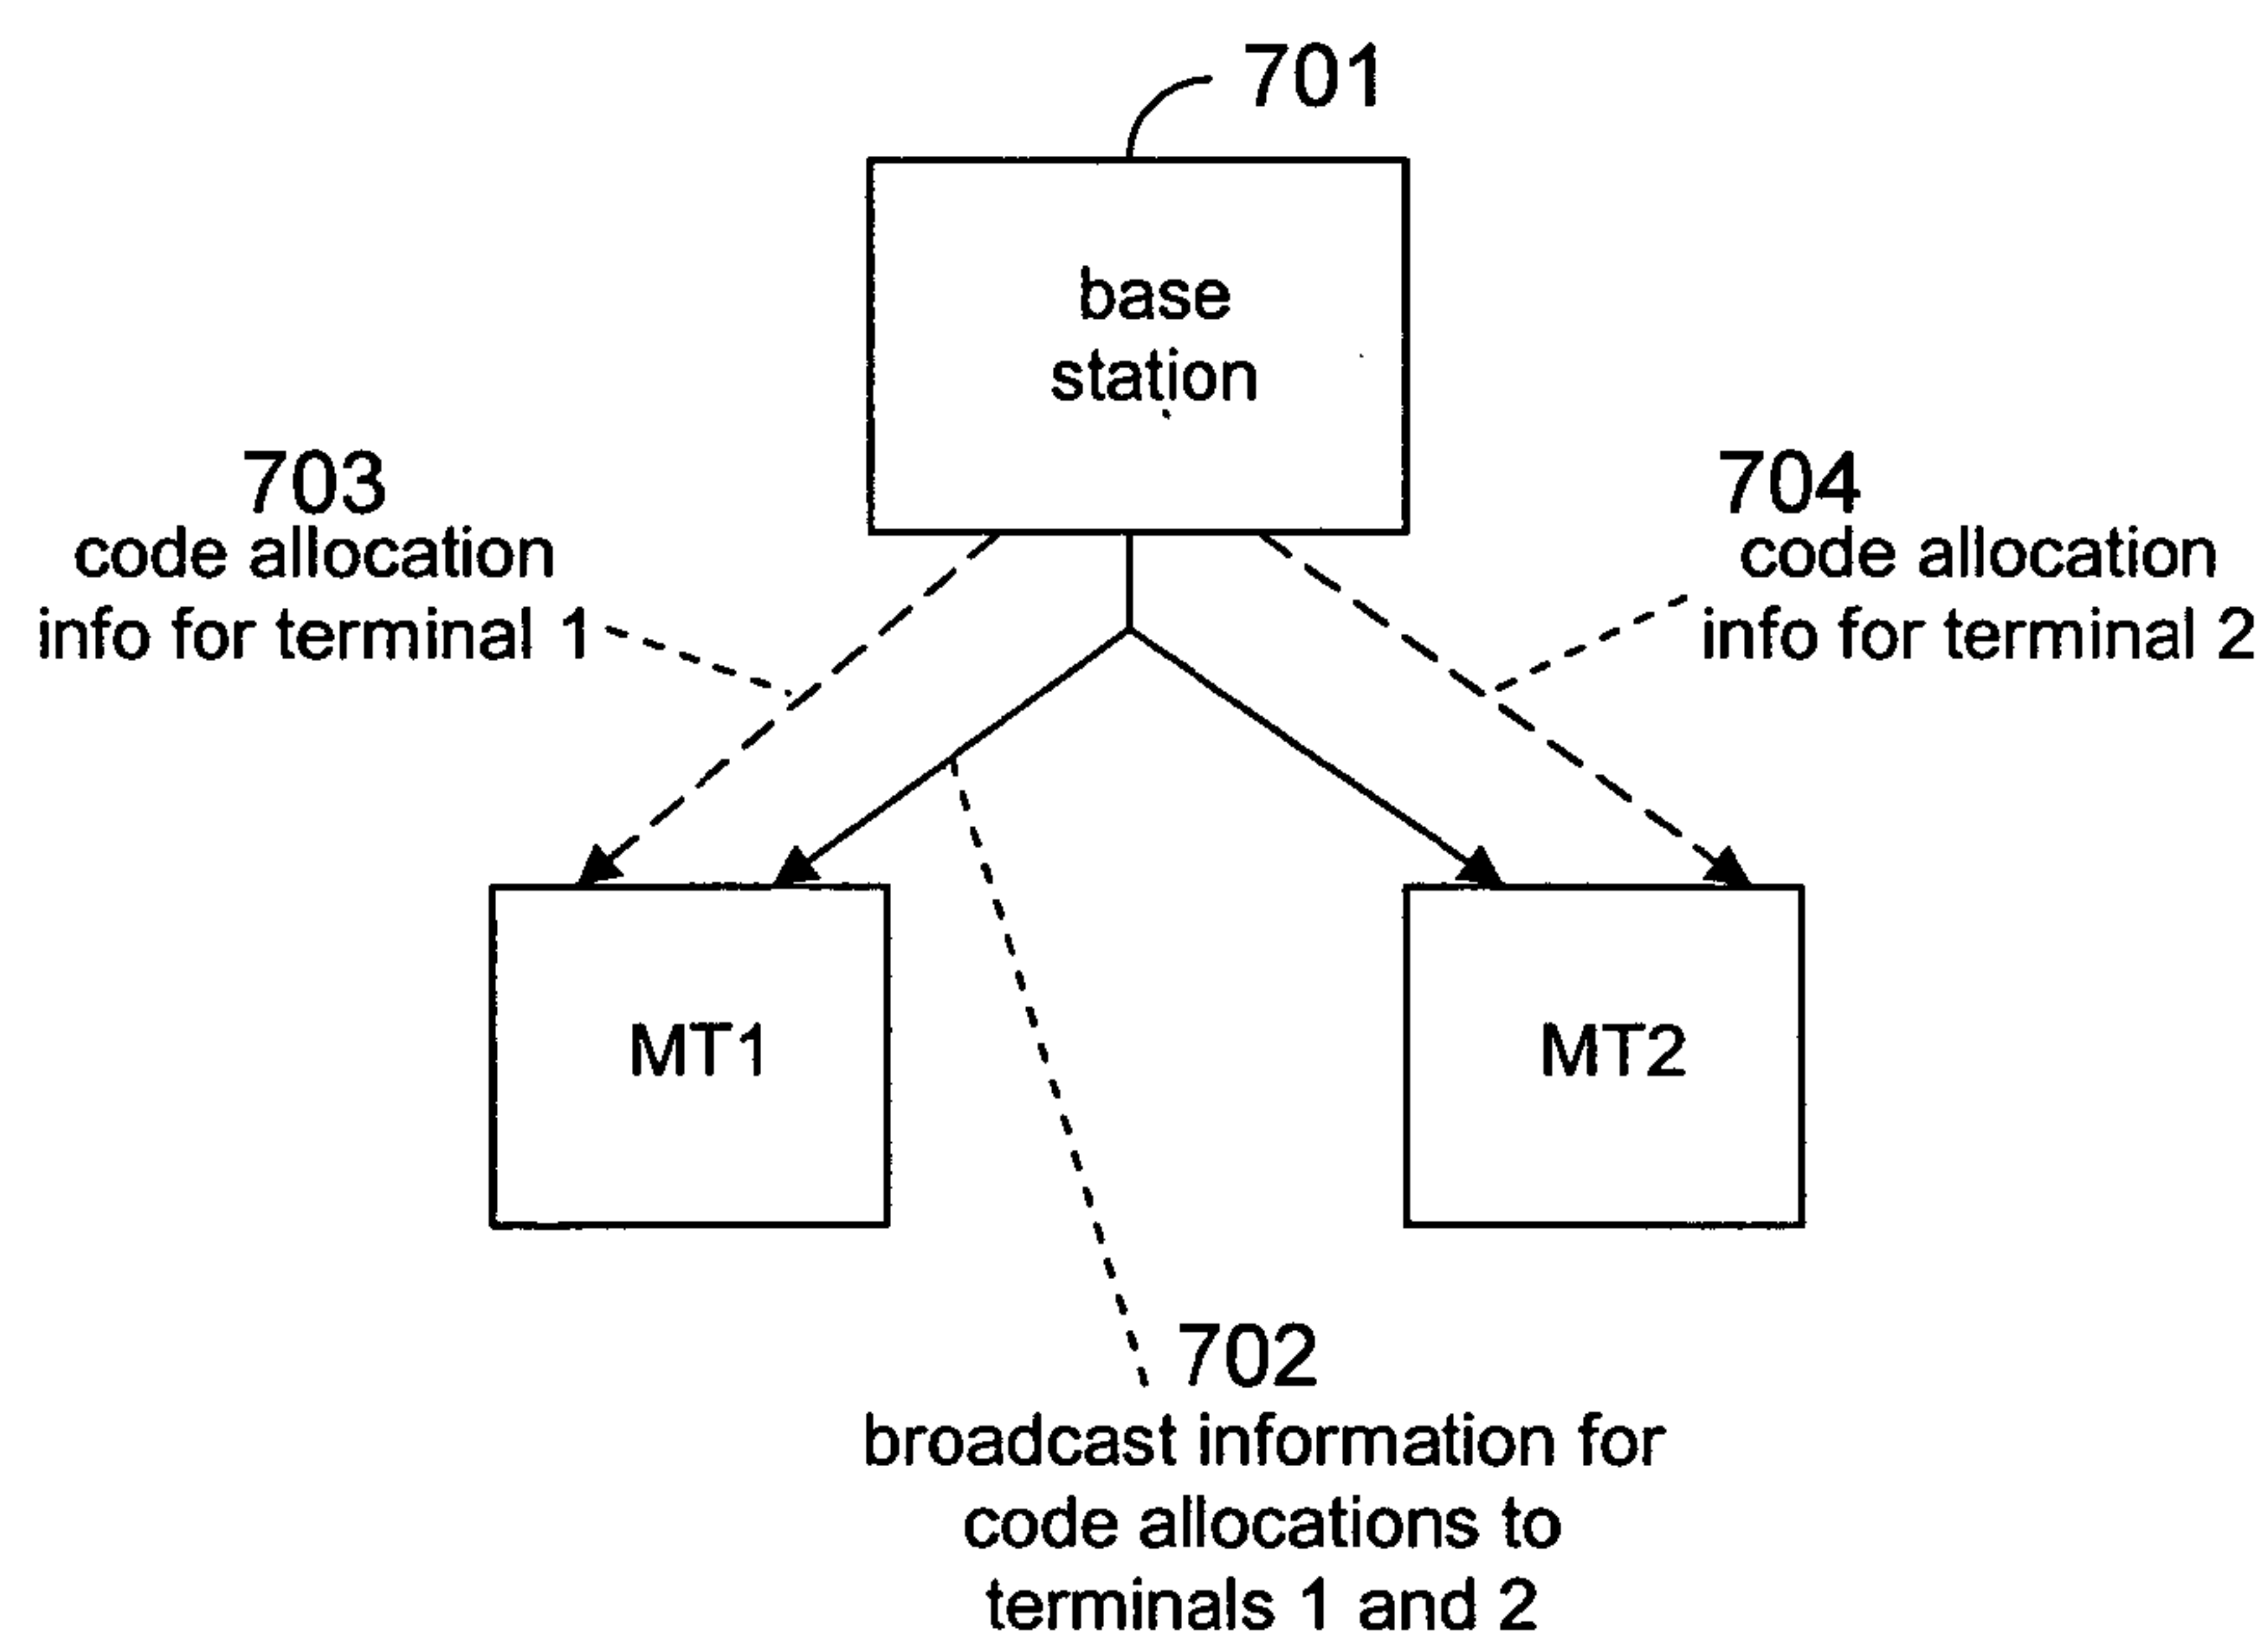 701
base
station
703
code allocation
info for terminal 1
704
code allocation
info for terminal 2
MT1
MT2
702
broadcast information for
code allocations to
terminals 1 and 2